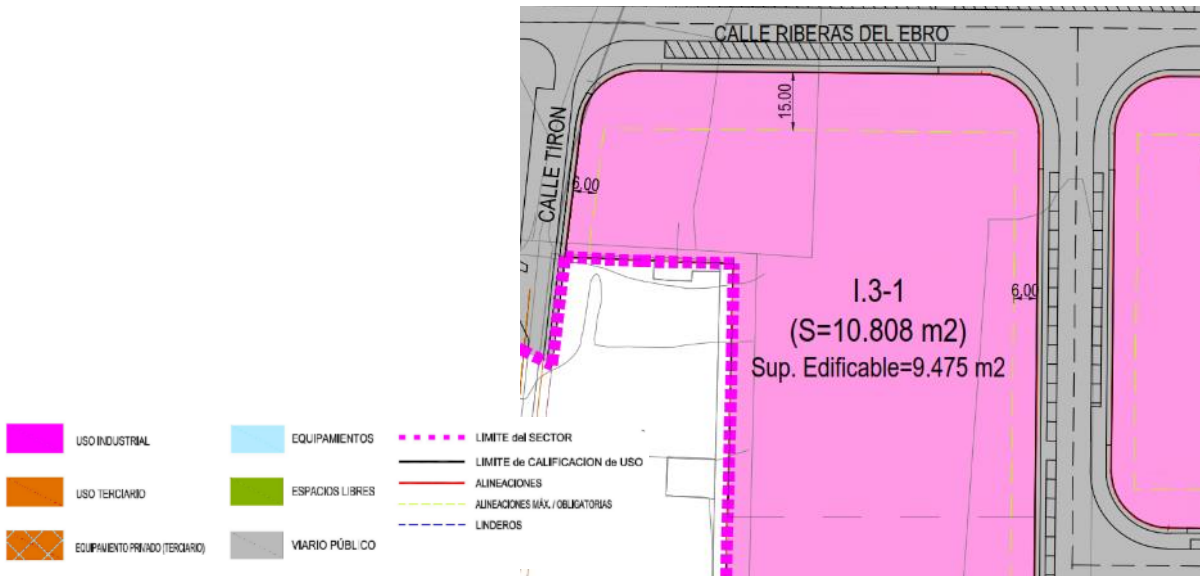 CALLE RIBERAS DEL EBRO
15.00
CALLE TIRON
6.00
6.00
I.3-1
(S=10.808 m2)
Sup. Edificable=9.475 m2
USO INDUSTRIAL
USO TERCIARIO
EQUIPAMIENTO PRIVADO (TERCIARIO)
EQUIPAMIENTOS
ESPACIOS LIBRES
VIARIO PÚBLICO
LIMITE del SECTOR
LIMITE de CALIFICACION de USO
ALINEACIONES
ALINEACIONES MÁX. / OBLIGATORIAS
LINDEROS